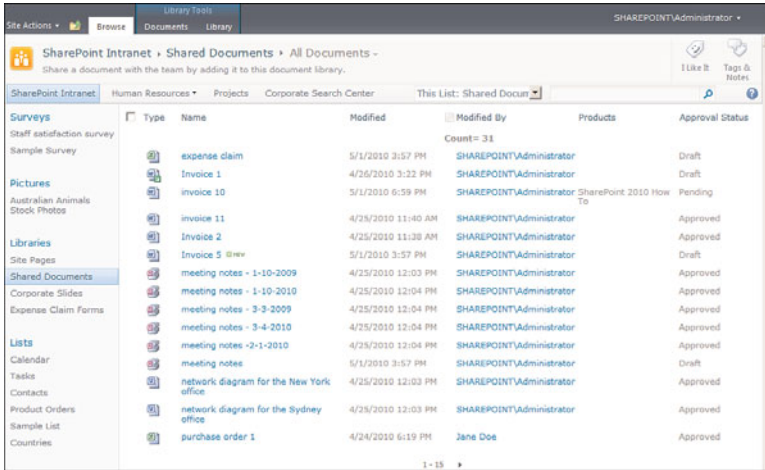 Library Tools
Site Actions Browse Documents Library SHAREPOINT\Administrator
SharePoint Intranet Shared Documents All Documents
Share a document with the team by adding it to this document library.
I Like It Tags & Notes
SharePoint Intranet Human Resources Projects Corporate Search Center This List: Shared Docum
Surveys
Staff satisfaction survey
Sample Survey
Pictures
Australian Animals
Stock Photos
Libraries
Site Pages
Shared Documents
Corporate Slides
Expense Claim Forms
Lists
Calendar
Tasks
Contacts
Product Orders
Sample List
Countries
Type Name Modified Modified By Products Approval Status
Count= 31
expense claim 5/1/2010 3:57 PM SHAREPOINT\Administrator Draft
Invoice 1 4/26/2010 3:22 PM SHAREPOINT\Administrator Draft
invoice 10 5/1/2010 6:59 PM SHAREPOINT\Administrator SharePoint 2010 How To Pending
invoice 11 4/25/2010 11:40 AM SHAREPOINT\Administrator Approved
Invoice 2 4/25/2010 11:38 AM SHAREPOINT\Administrator Approved
Invoice 5 NEW 5/1/2010 3:57 PM SHAREPOINT\Administrator Draft
meeting notes - 1-10-2009 4/25/2010 12:03 PM SHAREPOINT\Administrator Approved
meeting notes - 1-10-2010 4/25/2010 12:04 PM SHAREPOINT\Administrator Approved
meeting notes - 3-3-2009 4/25/2010 12:04 PM SHAREPOINT\Administrator Approved
meeting notes - 3-4-2010 4/25/2010 12:04 PM SHAREPOINT\Administrator Approved
meeting notes -2-1-2010 4/25/2010 12:04 PM SHAREPOINT\Administrator Approved
meeting notes 5/1/2010 3:57 PM SHAREPOINT\Administrator Draft
network diagram for the New York office 4/25/2010 12:03 PM SHAREPOINT\Administrator Approved
network diagram for the Sydney office 4/25/2010 12:03 PM SHAREPOINT\Administrator Approved
purchase order 1 4/24/2010 6:19 PM Jane Doe Approved
1 - 15